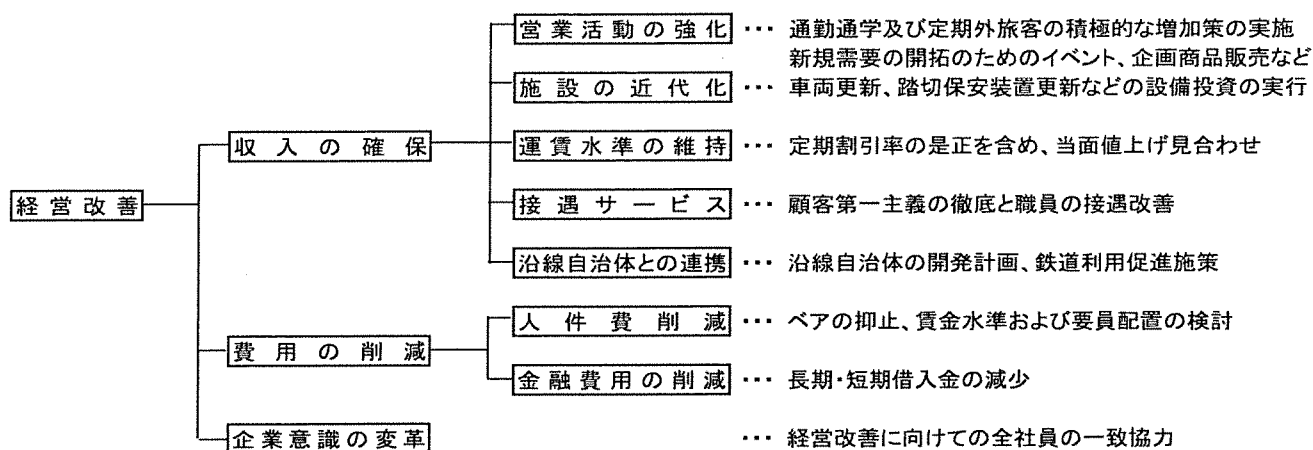 営業活動の強化 ・・・ 通勤通学及び定期外旅客の積極的な増加策の実施
新規需要の開拓のためのイベント、企画商品販売など
施設の近代化 ・・・ 車両更新、踏切保安装置更新などの設備投資の実行
収入の確保
運賃水準の維持 ・・・ 定期割引率の是正を含め、当面値上げ見合わせ
経営改善
接遇サービス ・・・ 顧客第一主義の徹底と職員の接遇改善
沿線自治体との連携 ・・・ 沿線自治体の開発計画、鉄道利用促進施策
人件費削減 ・・・ ベアの抑止、賃金水準および要員配置の検討
費用の削減
金融費用の削減 ・・・ 長期・短期借入金の減少
企業意識の変革 ・・・ 経営改善に向けての全社員の一致協力